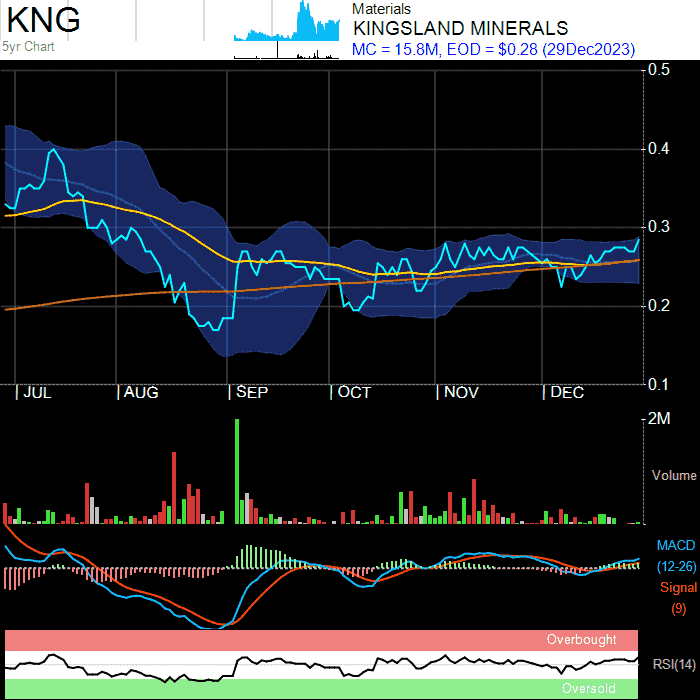 KNG
5yr Chart
Materials
KINGSLAND MINERALS
MC = 15.8M, EOD = $0.28 (29Dec2023)
0.5
0.4
0.3
0.2
0.1
JUL
AUG
SEP
OCT
NOV
DEC
2M
Volume
MACD
(12-26)
Signal
(9)
Overbought
RSI(14)
Oversold